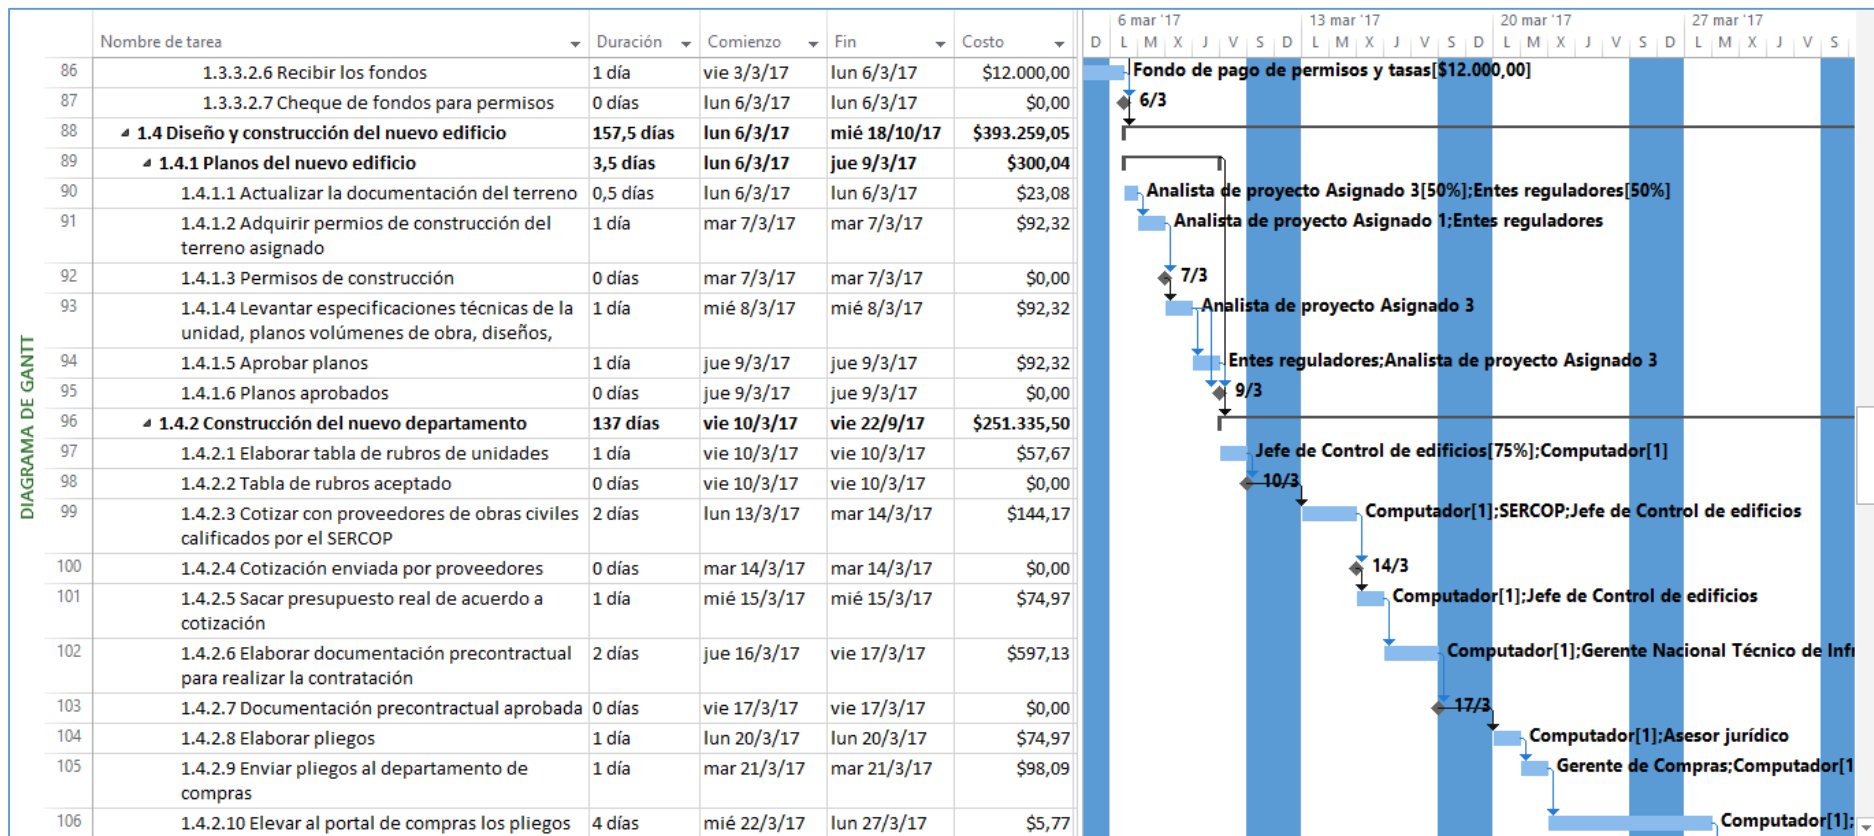 DIAGRAMA DE GANTT
Nombre de tarea Duración Comienzo Fin Costo
6 mar '17 13 mar '17 20 mar '17 27 mar '17
D L M X J V S D L M X J V S D L M X J V S D L M X J V S
86 1.3.3.2.6 Recibir los fondos 1 día vie 3/3/17 lun 6/3/17 $12.000,00 Fondo de pago de permisos y tasas[$12.000,00]
87 1.3.3.2.7 Cheque de fondos para permisos 0 días lun 6/3/17 lun 6/3/17 $0,00 6/3
88 1.4 Diseño y construcción del nuevo edificio 157,5 días lun 6/3/17 mié 18/10/17 $393.259,05
89 1.4.1 Planos del nuevo edificio 3,5 días lun 6/3/17 jue 9/3/17 $300,04
90 1.4.1.1 Actualizar la documentación del terreno 0,5 días lun 6/3/17 lun 6/3/17 $23,08 Analista de proyecto Asignado 3[50%];Entes reguladores[50%]
91 1.4.1.2 Adquirir permios de construcción del 1 día mar 7/3/17 mar 7/3/17 $92,32 Analista de proyecto Asignado 1;Entes reguladores
terreno asignado
92 1.4.1.3 Permisos de construcción 0 días mar 7/3/17 mar 7/3/17 $0,00 7/3
93 1.4.1.4 Levantar especificaciones técnicas de la 1 día mié 8/3/17 mié 8/3/17 $92,32 Analista de proyecto Asignado 3
unidad, planos volúmenes de obra, diseños,
94 1.4.1.5 Aprobar planos 1 día jue 9/3/17 jue 9/3/17 $92,32 Entes reguladores;Analista de proyecto Asignado 3
95 1.4.1.6 Planos aprobados 0 días jue 9/3/17 jue 9/3/17 $0,00 9/3
96 1.4.2 Construcción del nuevo departamento 137 días vie 10/3/17 vie 22/9/17 $251.335,50
97 1.4.2.1 Elaborar tabla de rubros de unidades 1 día vie 10/3/17 vie 10/3/17 $57,67 Jefe de Control de edificios[75%];Computador[1]
98 1.4.2.2 Tabla de rubros aceptado 0 días vie 10/3/17 vie 10/3/17 $0,00 10/3
99 1.4.2.3 Cotizar con proveedores de obras civiles 2 días lun 13/3/17 mar 14/3/17 $144,17 Computador[1];SERCOP;Jefe de Control de edificios
calificados por el SERCOP
100 1.4.2.4 Cotización enviada por proveedores 0 días mar 14/3/17 mar 14/3/17 $0,00 14/3
101 1.4.2.5 Sacar presupuesto real de acuerdo a 1 día mié 15/3/17 mié 15/3/17 $74,97 Computador[1];Jefe de Control de edificios
cotización
102 1.4.2.6 Elaborar documentación precontractual 2 días jue 16/3/17 vie 17/3/17 $597,13 Computador[1];Gerente Nacional Técnico de Infr
para realizar la contratación
103 1.4.2.7 Documentación precontractual aprobada 0 días vie 17/3/17 vie 17/3/17 $0,00 17/3
104 1.4.2.8 Elaborar pliegos 1 día lun 20/3/17 lun 20/3/17 $74,97 Computador[1];Asesor jurídico
105 1.4.2.9 Enviar pliegos al departamento de 1 día mar 21/3/17 mar 21/3/17 $98,09 Gerente de Compras;Computador[1
compras
106 1.4.2.10 Elevar al portal de compras los pliegos 4 días mié 22/3/17 lun 27/3/17 $5,77 Computador[1];